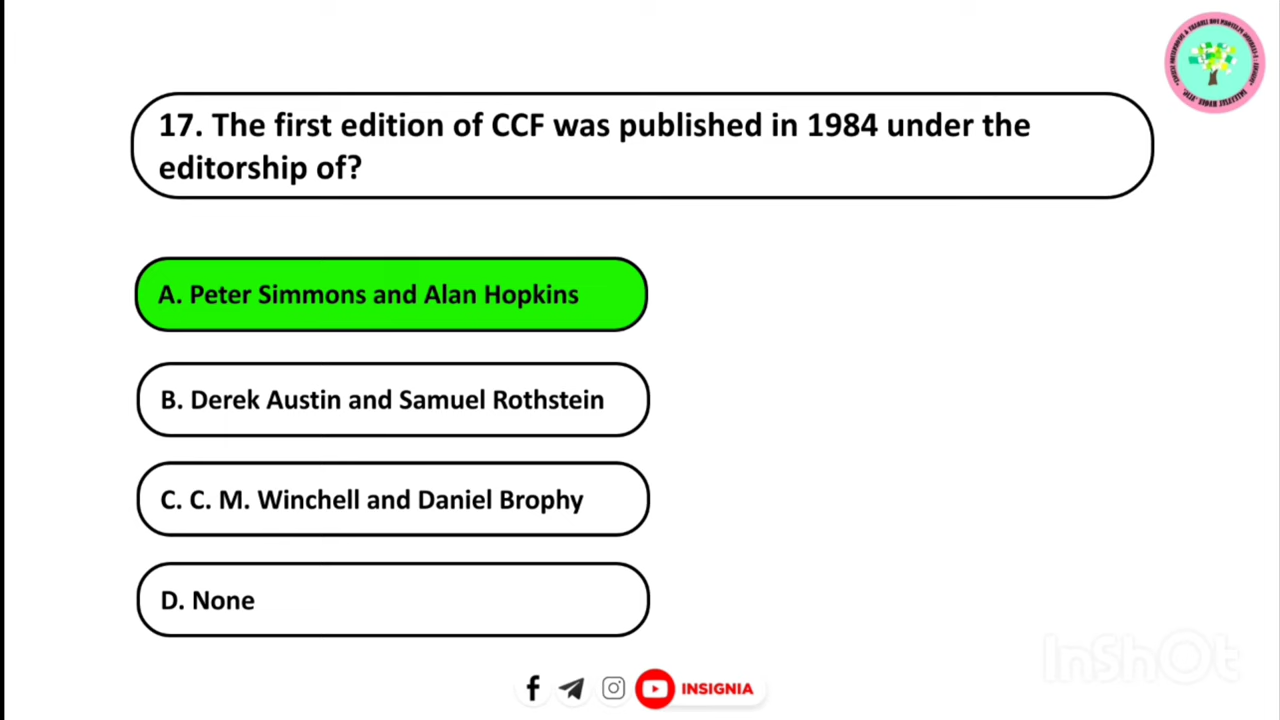 17. The first edition of CCF was published in 1984 under the
editorship of?
A. Peter Simmons and Alan Hopkins
B. Derek Austin and Samuel Rothstein
C. C. M. Winchell and Daniel Brophy
D. None
INSIGNIA
InShOt